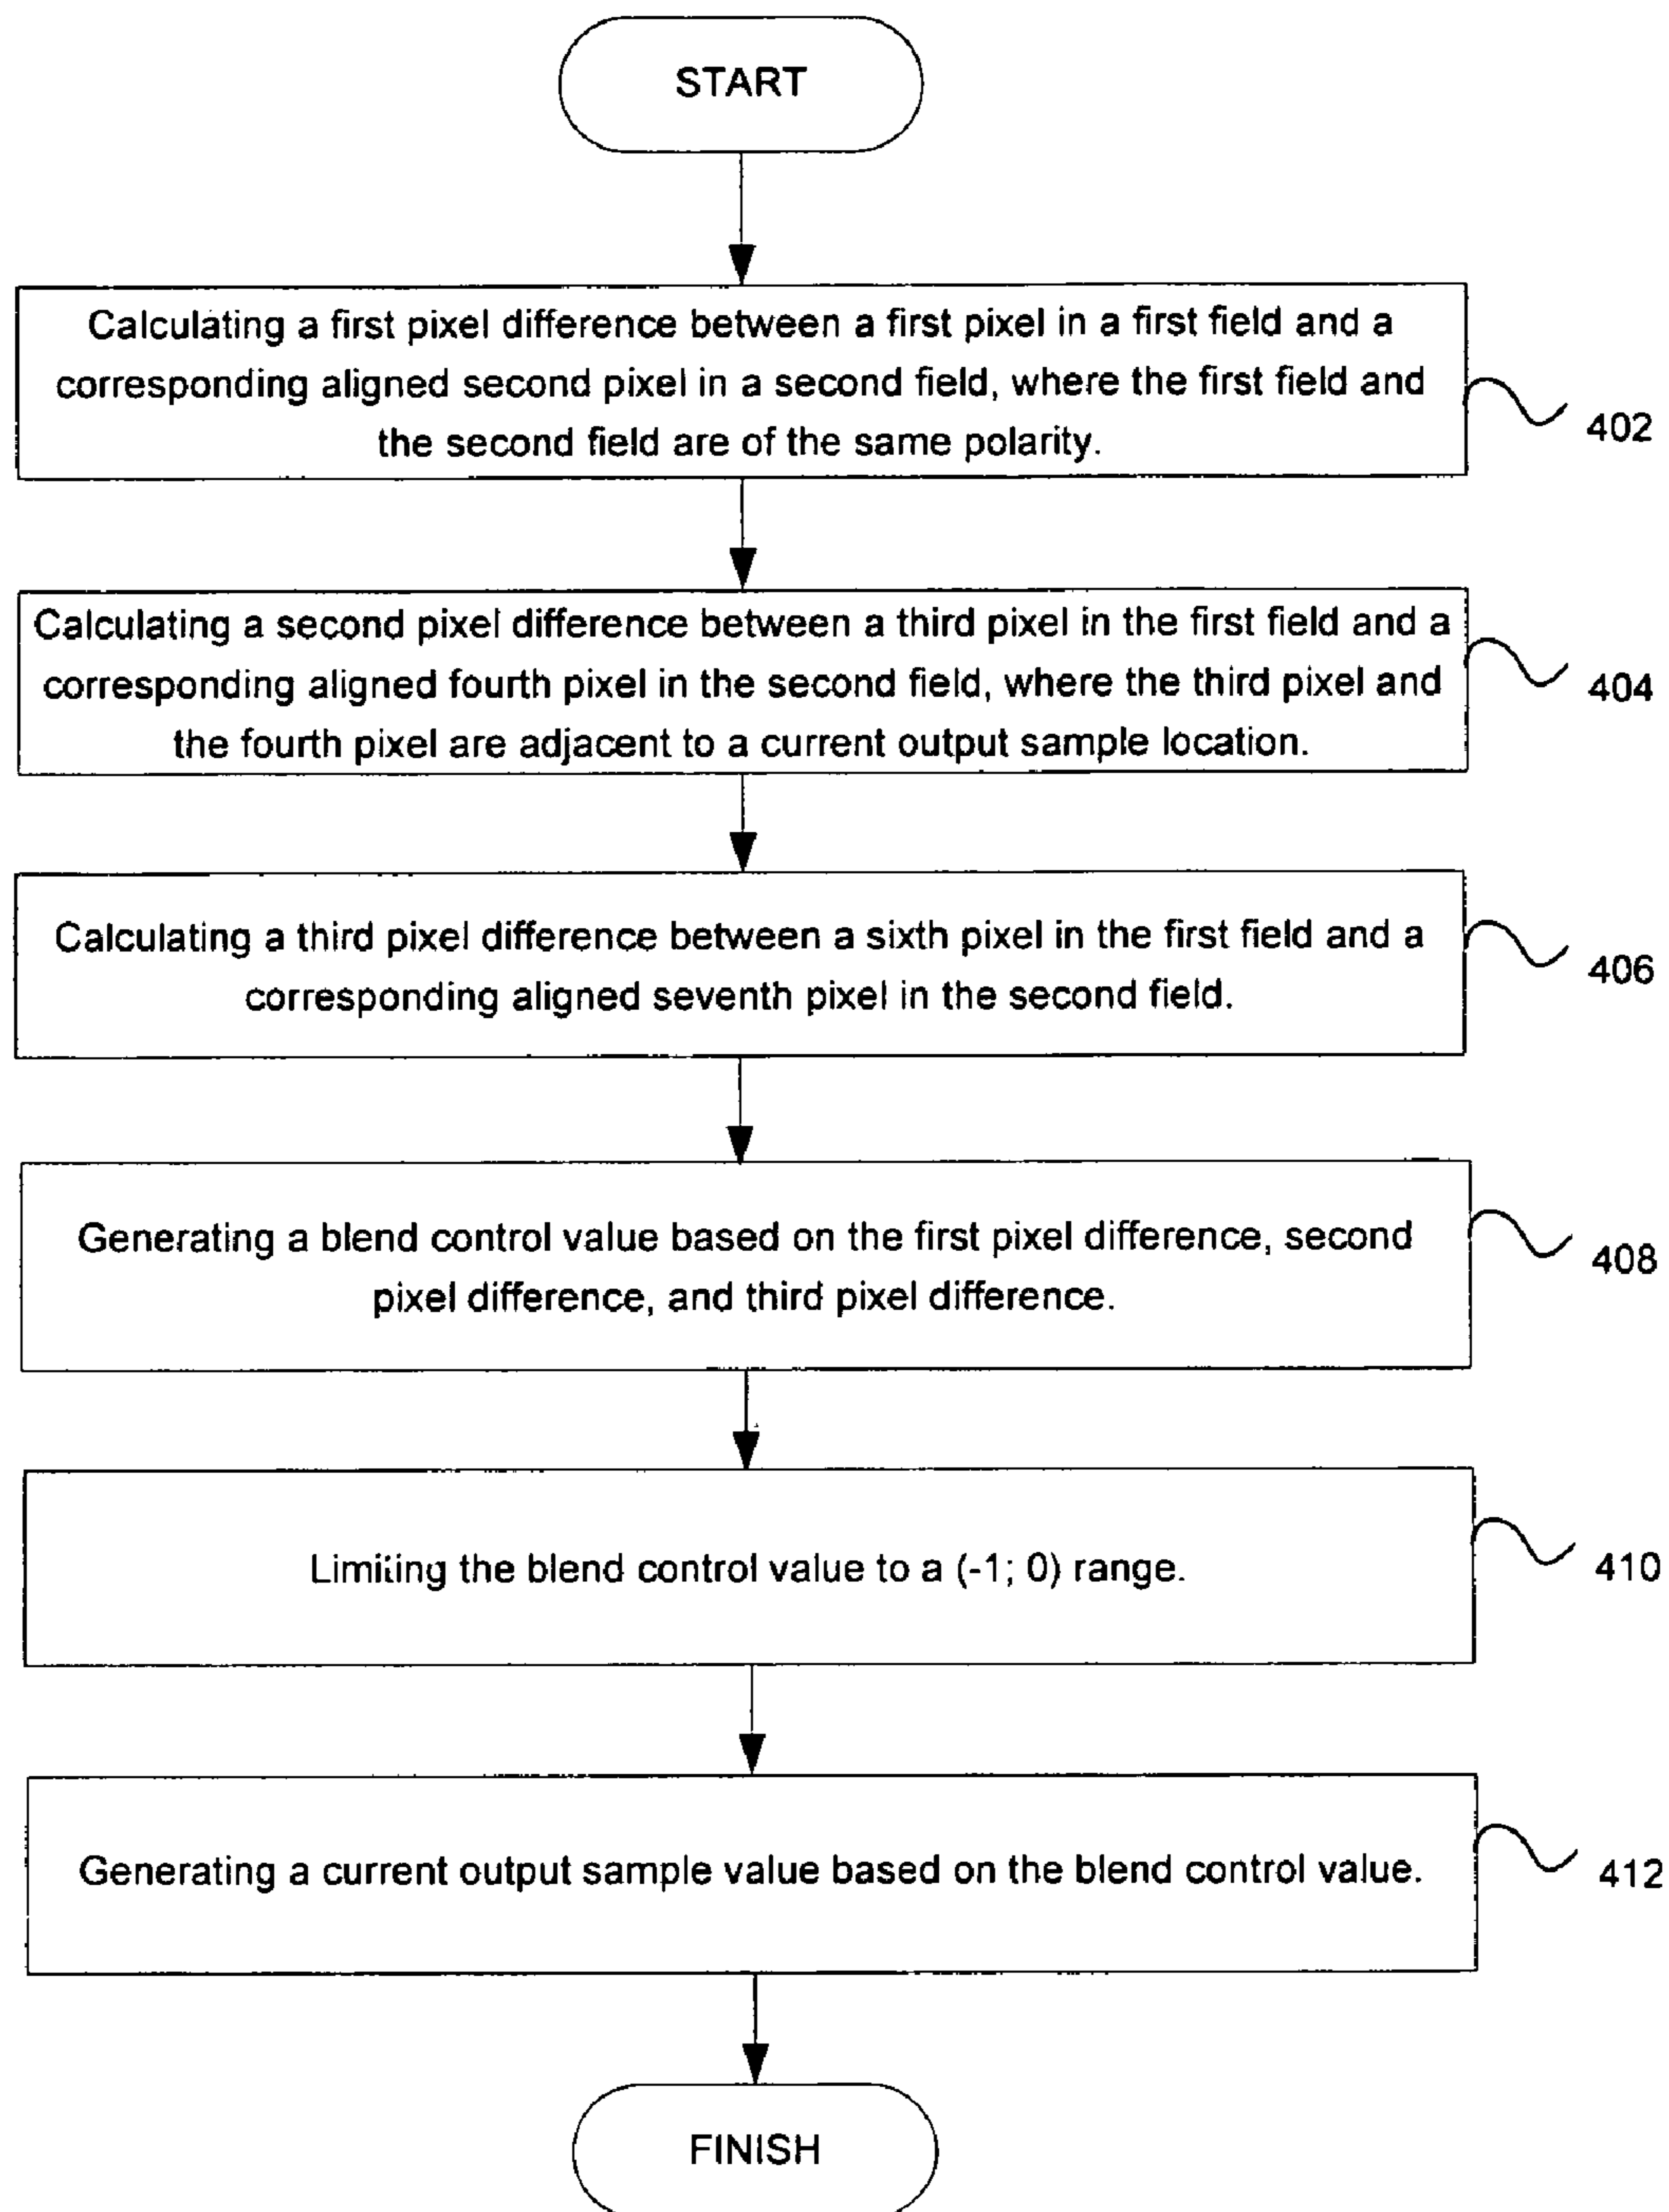 START
Calculating a first pixel difference between a first pixel in a first field and a
corresponding aligned second pixel in a second field, where the first field and
the second field are of the same polarity.
402
Calculating a second pixel difference between a third pixel in the first field and a
corresponding aligned fourth pixel in the second field, where the third pixel and
the fourth pixel are adjacent to a current output sample location.
404
Calculating a third pixel difference between a sixth pixel in the first field and a
corresponding aligned seventh pixel in the second field.
406
Generating a blend control value based on the first pixel difference, second
pixel difference, and third pixel difference.
408
Limiting the blend control value to a (-1; 0) range.
410
Generating a current output sample value based on the blend control value.
412
FINISH